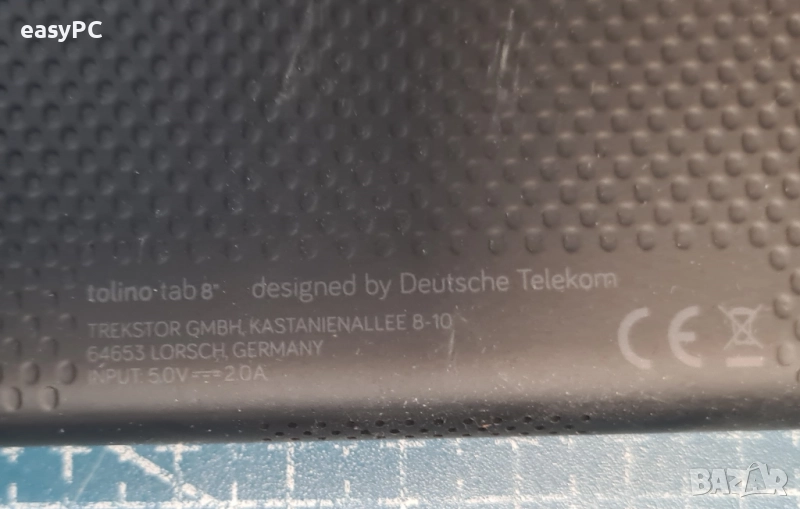 easyPC
tolino tab 8" designed by Deutsche Telekom
TREKSTOR GMBH, KASTANIENALLEE 8-10
64653 LORSCH, GERMANY
INPUT: 5.0V⎓2.0A
CE
BAZAR